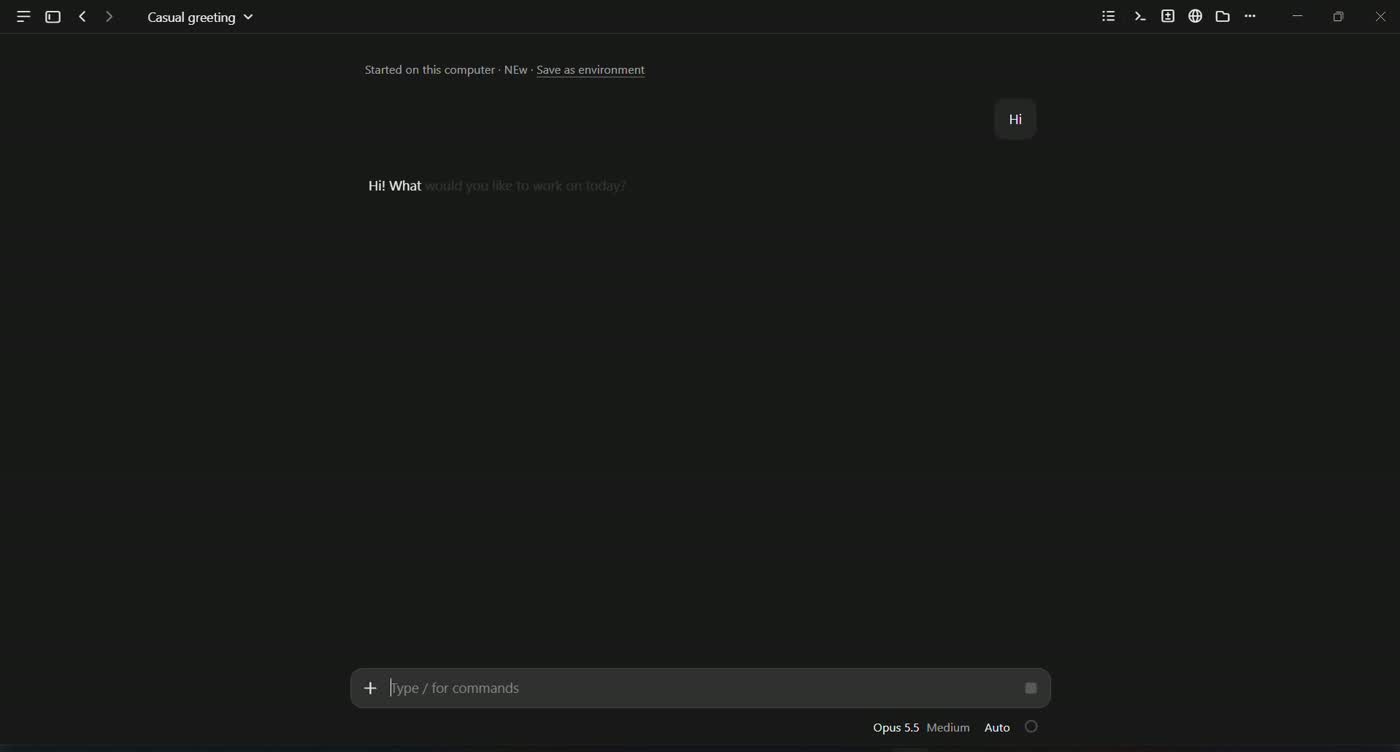 Casual greeting
Started on this computer · NEw · Save as environment
Hi
Hi! What would you like to work on today?
Type / for commands
Opus 5.5 Medium Auto